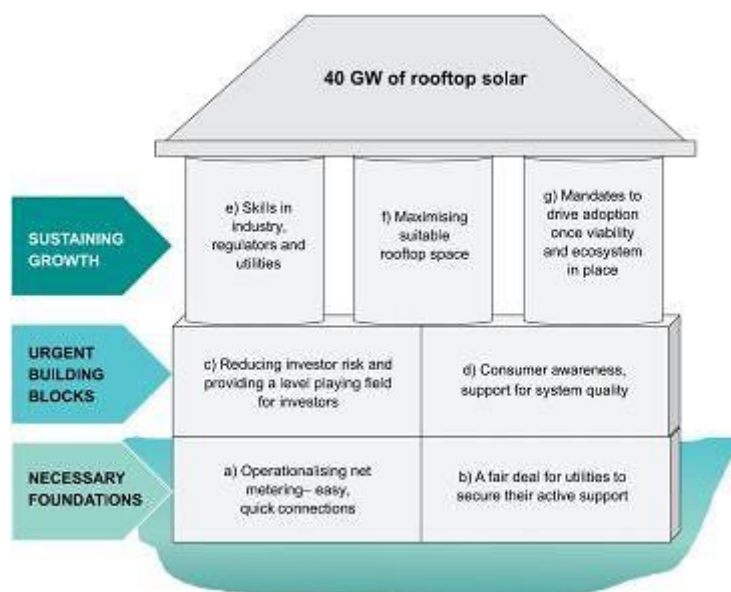 40 GW of rooftop solar
SUSTAINING
GROWTH
e) Skills in
industry,
regulators and
utilities
f) Maximising
suitable
rooftop space
g) Mandates to
drive adoption
once viability
and ecosystem
in place
URGENT
BUILDING
BLOCKS
c) Reducing investor risk and
providing a level playing field
for investors
d) Consumer awareness,
support for system quality
NECESSARY
FOUNDATIONS
a) Operationalising net
metering– easy,
quick connections
b) A fair deal for utilities to
secure their active support